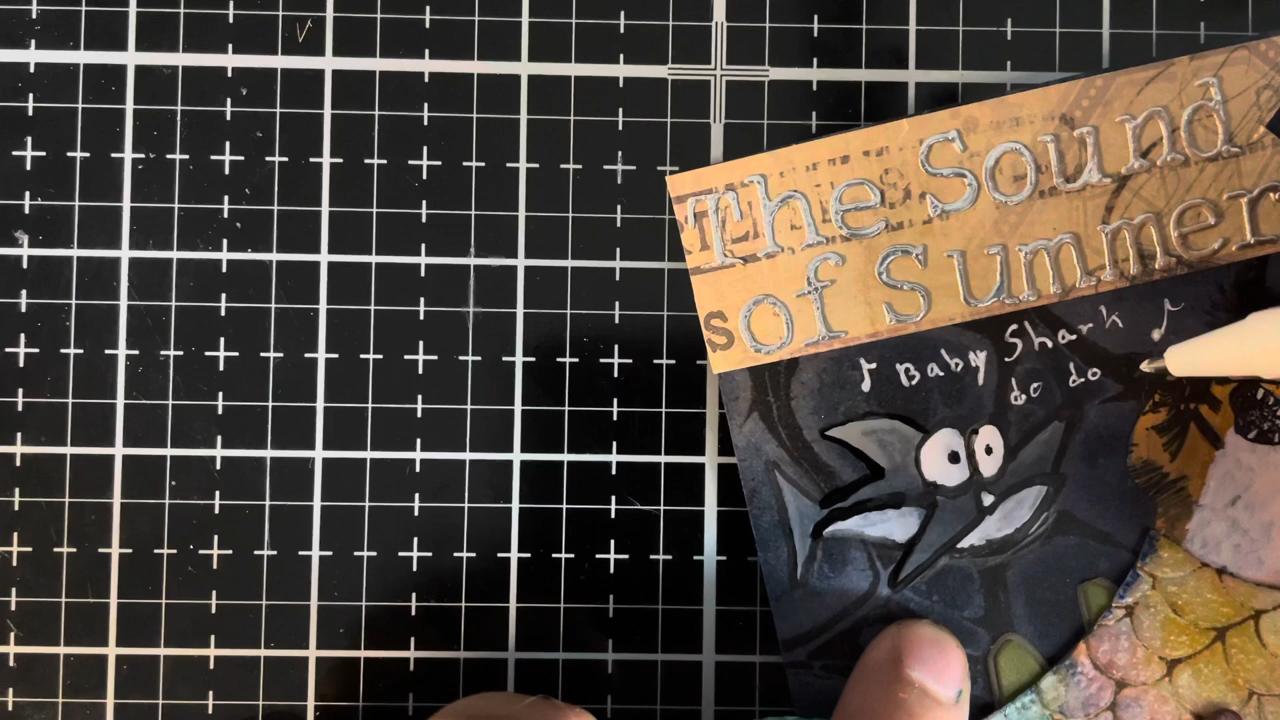 The Sound
of Summer
s
♪ Baby Shark ♪
do do